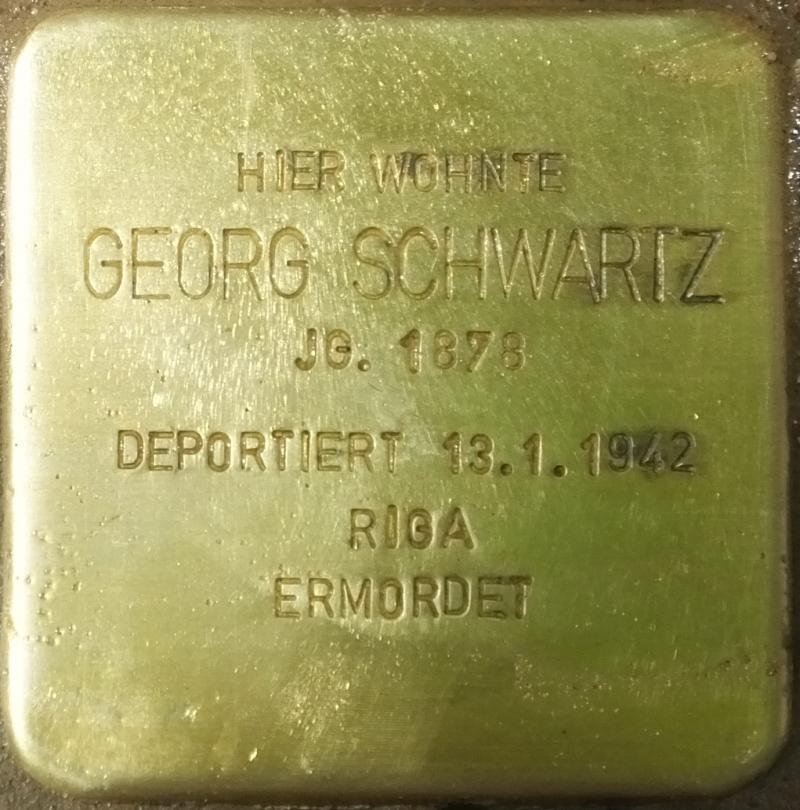 HIER WOHNTE
GEORG SCHWARTZ
JG. 1878
DEPORTIERT 13.1.1942
RIGA
ERMORDET